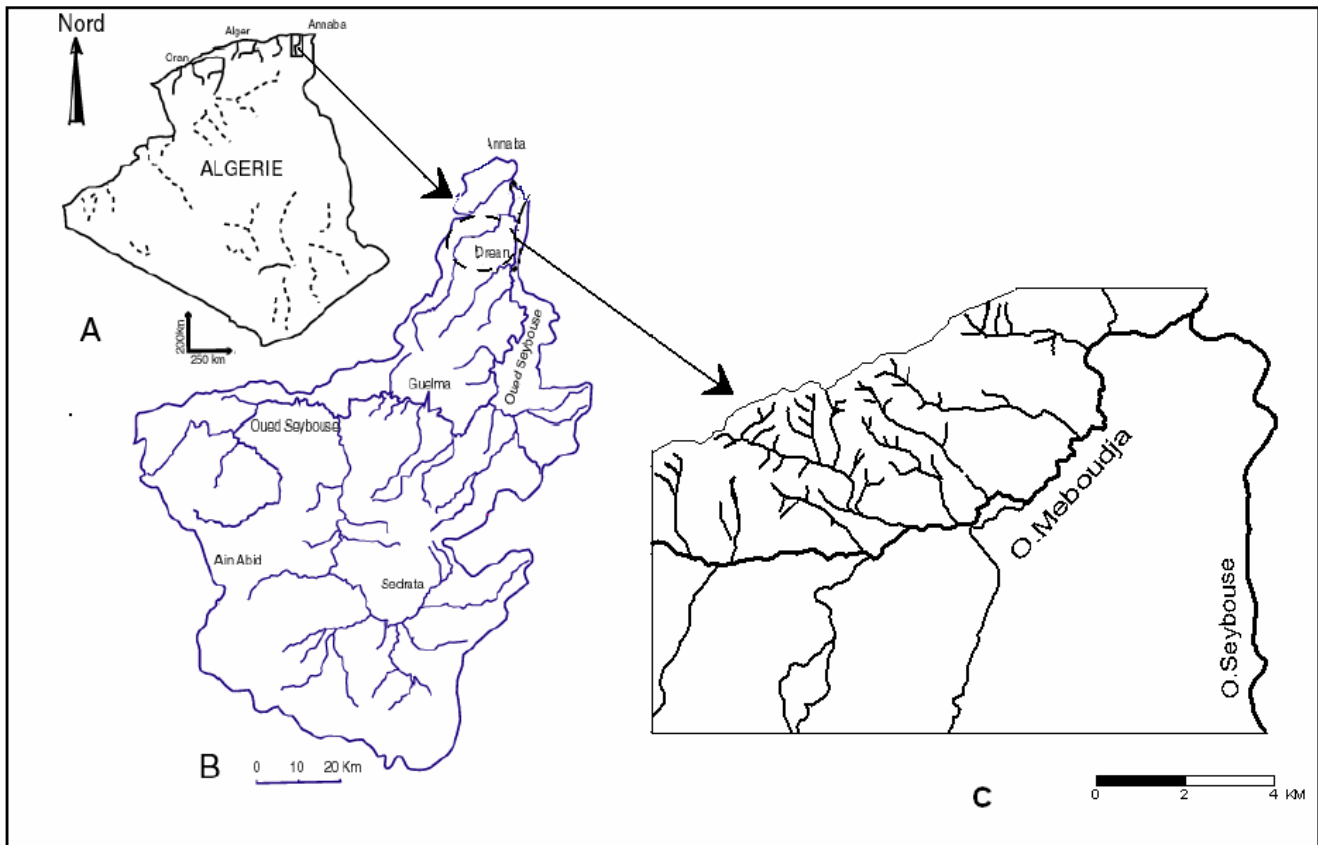 Nord
Alger
Annaba
Oran
ALGERIE
A
200km
250 km
Annaba
Drean
Oued Seybouse
Guelma
Oued Seybouse
Ain Abid
Sedrata
B
0 10 20 Km
O.Meboudja
O.Seybouse
C
0 2 4 KM